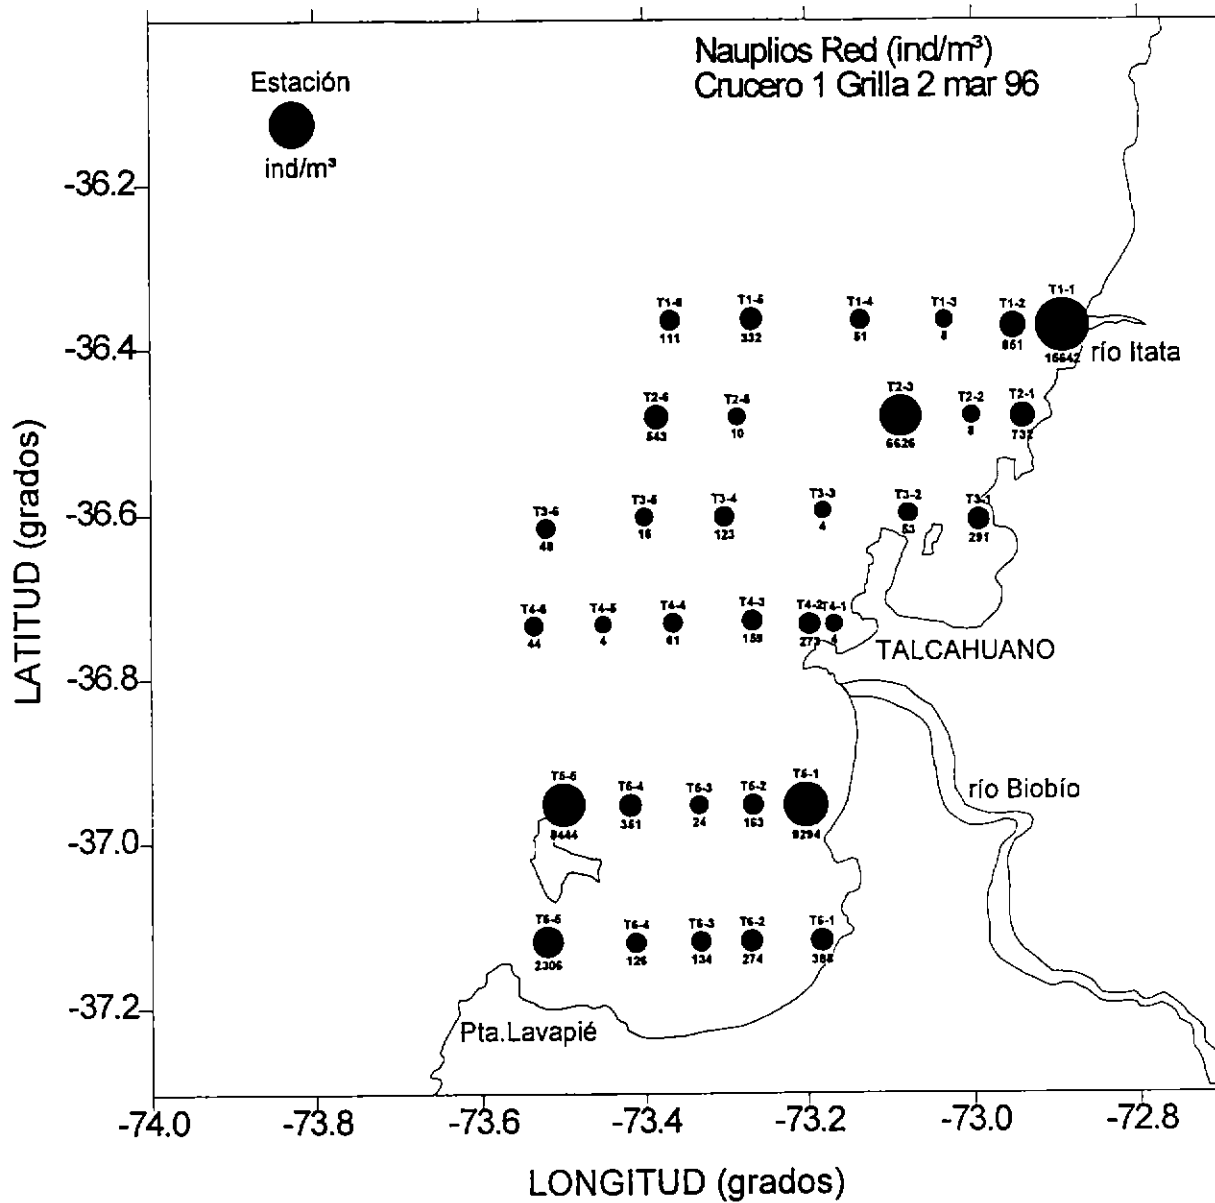 Nauplios Red (ind/m³)
Crucero 1 Grilla 2 mar 96
Estación
ind/m³
LATITUD (grados)
-36.2
-36.4
-36.6
-36.8
-37.0
-37.2
T1-6 T1-5 T1-4 T1-3 T1-2 T1-1
111 332 51 8 851 15642
río Itata
T2-6 T2-5 T2-3 T2-2 T2-1
543 10 6626 8 732
T3-6 T3-5 T3-4 T3-3 T3-2 T3-1
48 16 123 4 53 291
T4-6 T4-5 T4-4 T4-3 T4-2 T4-1
44 4 61 159 273 4
TALCAHUANO
río Biobío
T5-5 T5-4 T5-3 T5-2 T5-1
351 24 163 9294
T6-5 T6-4 T6-3 T6-2 T6-1
2306 126 134 274
Pta.Lavapié
-74.0 -73.8 -73.6 -73.4 -73.2 -73.0 -72.8
LONGITUD (grados)